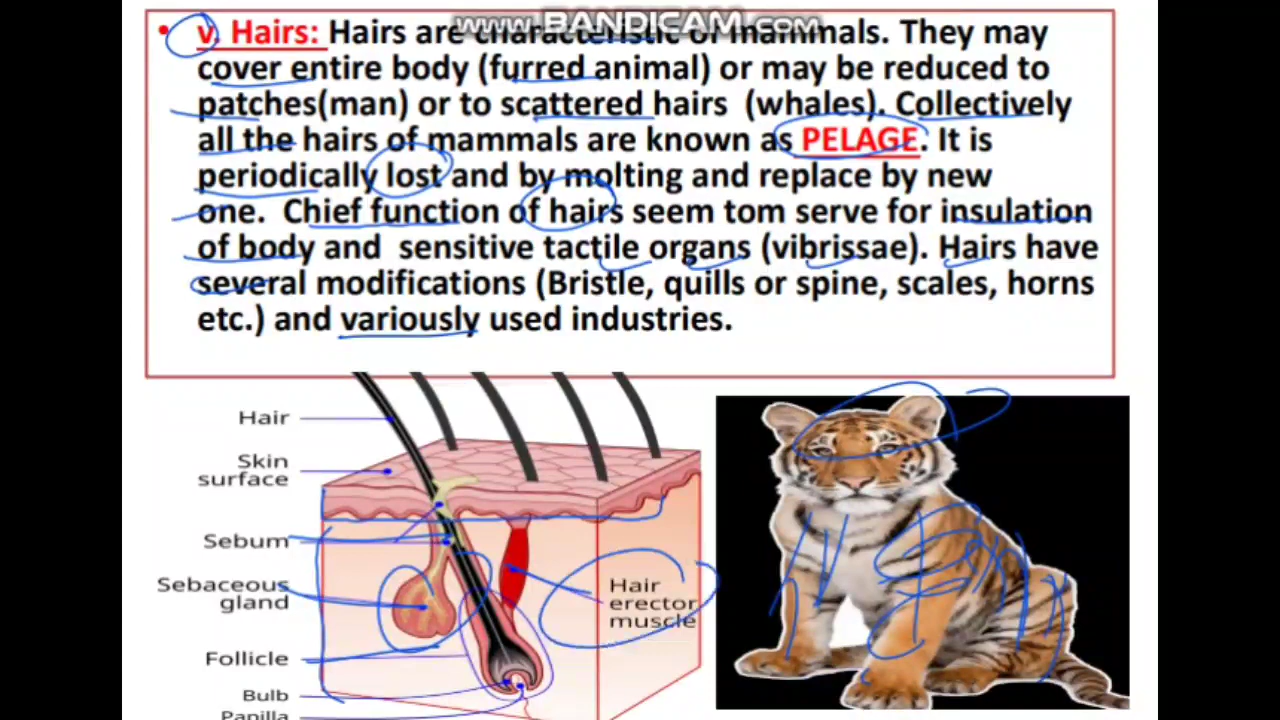 www.BANDICAM.com
• v. Hairs: Hairs are characteristic of mammals. They may
cover entire body (furred animal) or may be reduced to
patches(man) or to scattered hairs (whales). Collectively
all the hairs of mammals are known as PELAGE. It is
periodically lost and by molting and replace by new
one. Chief function of hairs seem tom serve for insulation
of body and sensitive tactile organs (vibrissae). Hairs have
several modifications (Bristle, quills or spine, scales, horns
etc.) and variously used industries.
Hair
Skin
surface
Sebum
Sebaceous
gland
Follicle
Bulb
Papilla
Hair
erector
muscle